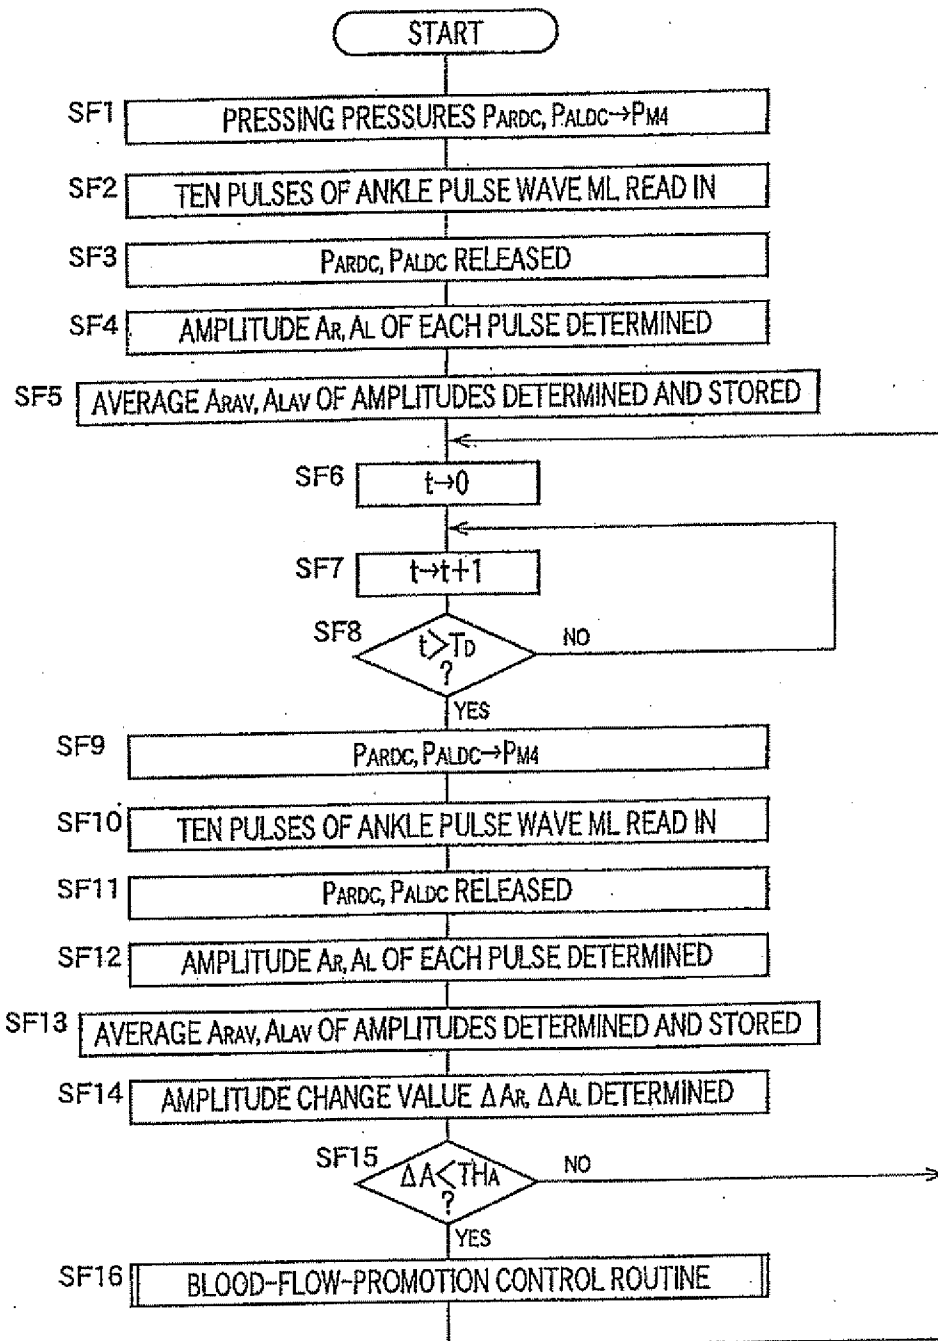 START
SF1 PRESSING PRESSURES PARDC, PALDC→PM4
SF2 TEN PULSES OF ANKLE PULSE WAVE ML READ IN
SF3 PARDC, PALDC RELEASED
SF4 AMPLITUDE AR, AL OF EACH PULSE DETERMINED
SF5 AVERAGE ARAV, ALAV OF AMPLITUDES DETERMINED AND STORED
SF6 t→0
SF7 t→t+1
SF8 t>TD
?
NO
YES
SF9 PARDC, PALDC→PM4
SF10 TEN PULSES OF ANKLE PULSE WAVE ML READ IN
SF11 PARDC, PALDC RELEASED
SF12 AMPLITUDE AR, AL OF EACH PULSE DETERMINED
SF13 AVERAGE ARAV, ALAV OF AMPLITUDES DETERMINED AND STORED
SF14 AMPLITUDE CHANGE VALUE ΔAR, ΔAL DETERMINED
SF15 ΔA<THA
?
NO
YES
SF16 BLOOD-FLOW-PROMOTION CONTROL ROUTINE